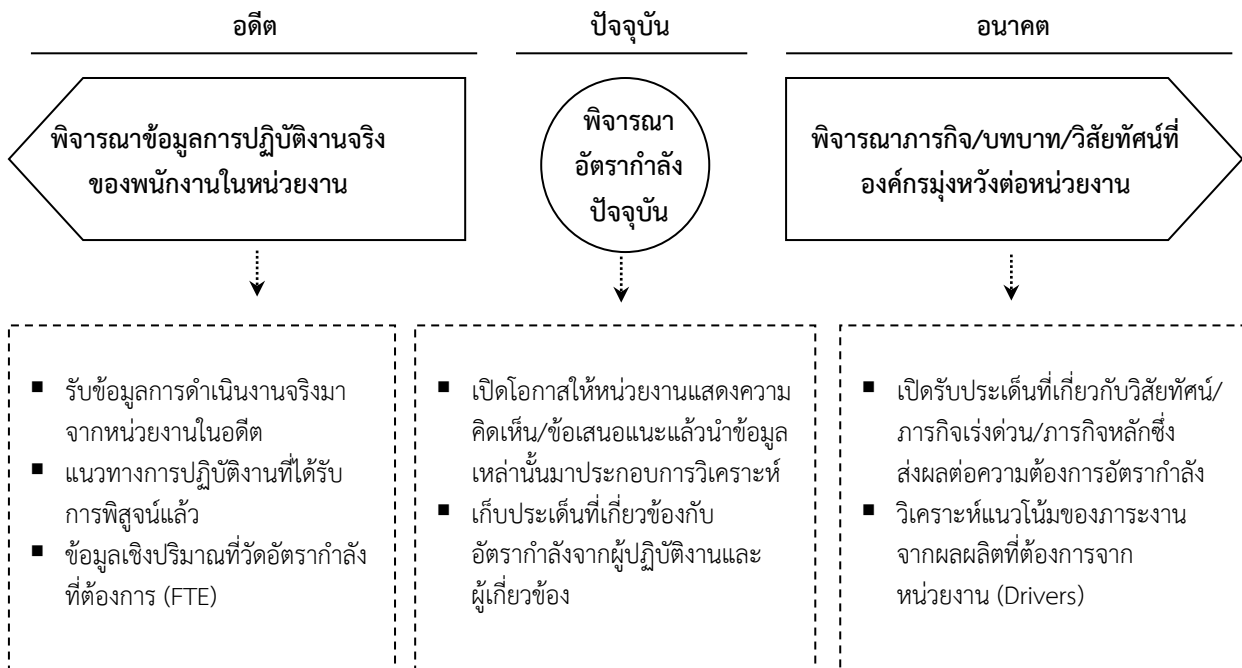 อดีต
ปัจจุบัน
อนาคต
พิจารณาข้อมูลการปฏิบัติงานจริง
ของพนักงานในหน่วยงาน
พิจารณา
อัตรากำลัง
ปัจจุบัน
พิจารณาภารกิจ/บทบาท/วิสัยทัศน์ที่
องค์กรมุ่งหวังต่อหน่วยงาน
▪ รับข้อมูลการดำเนินงานจริงมา
จากหน่วยงานในอดีต
▪ แนวทางการปฏิบัติงานที่ได้รับ
การพิสูจน์แล้ว
▪ ข้อมูลเชิงปริมาณที่วัดอัตรากำลัง
ที่ต้องการ (FTE)
▪ เปิดโอกาสให้หน่วยงานแสดงความ
คิดเห็น/ข้อเสนอแนะแล้วนำข้อมูล
เหล่านั้นมาประกอบการวิเคราะห์
▪ เก็บประเด็นที่เกี่ยวข้องกับ
อัตรากำลังจากผู้ปฏิบัติงานและ
ผู้เกี่ยวข้อง
▪ เปิดรับประเด็นที่เกี่ยวกับวิสัยทัศน์/
ภารกิจเร่งด่วน/ภารกิจหลักซึ่ง
ส่งผลต่อความต้องการอัตรากำลัง
▪ วิเคราะห์แนวโน้มของภาระงาน
จากผลผลิตที่ต้องการจาก
หน่วยงาน (Drivers)